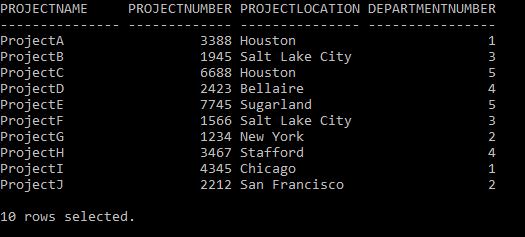 PROJECTNAME     PROJECTNUMBER PROJECTLOCATION DEPARTMENTNUMBER
--------------- ------------- --------------- ----------------
ProjectA                 3388 Houston                        1
ProjectB                 1945 Salt Lake City                 3
ProjectC                 6688 Houston                        5
ProjectD                 2423 Bellaire                       4
ProjectE                 7745 Sugarland                      5
ProjectF                 1566 Salt Lake City                 3
ProjectG                 1234 New York                       2
ProjectH                 3467 Stafford                       4
ProjectI                 4345 Chicago                        1
ProjectJ                 2212 San Francisco                  2
10 rows selected.